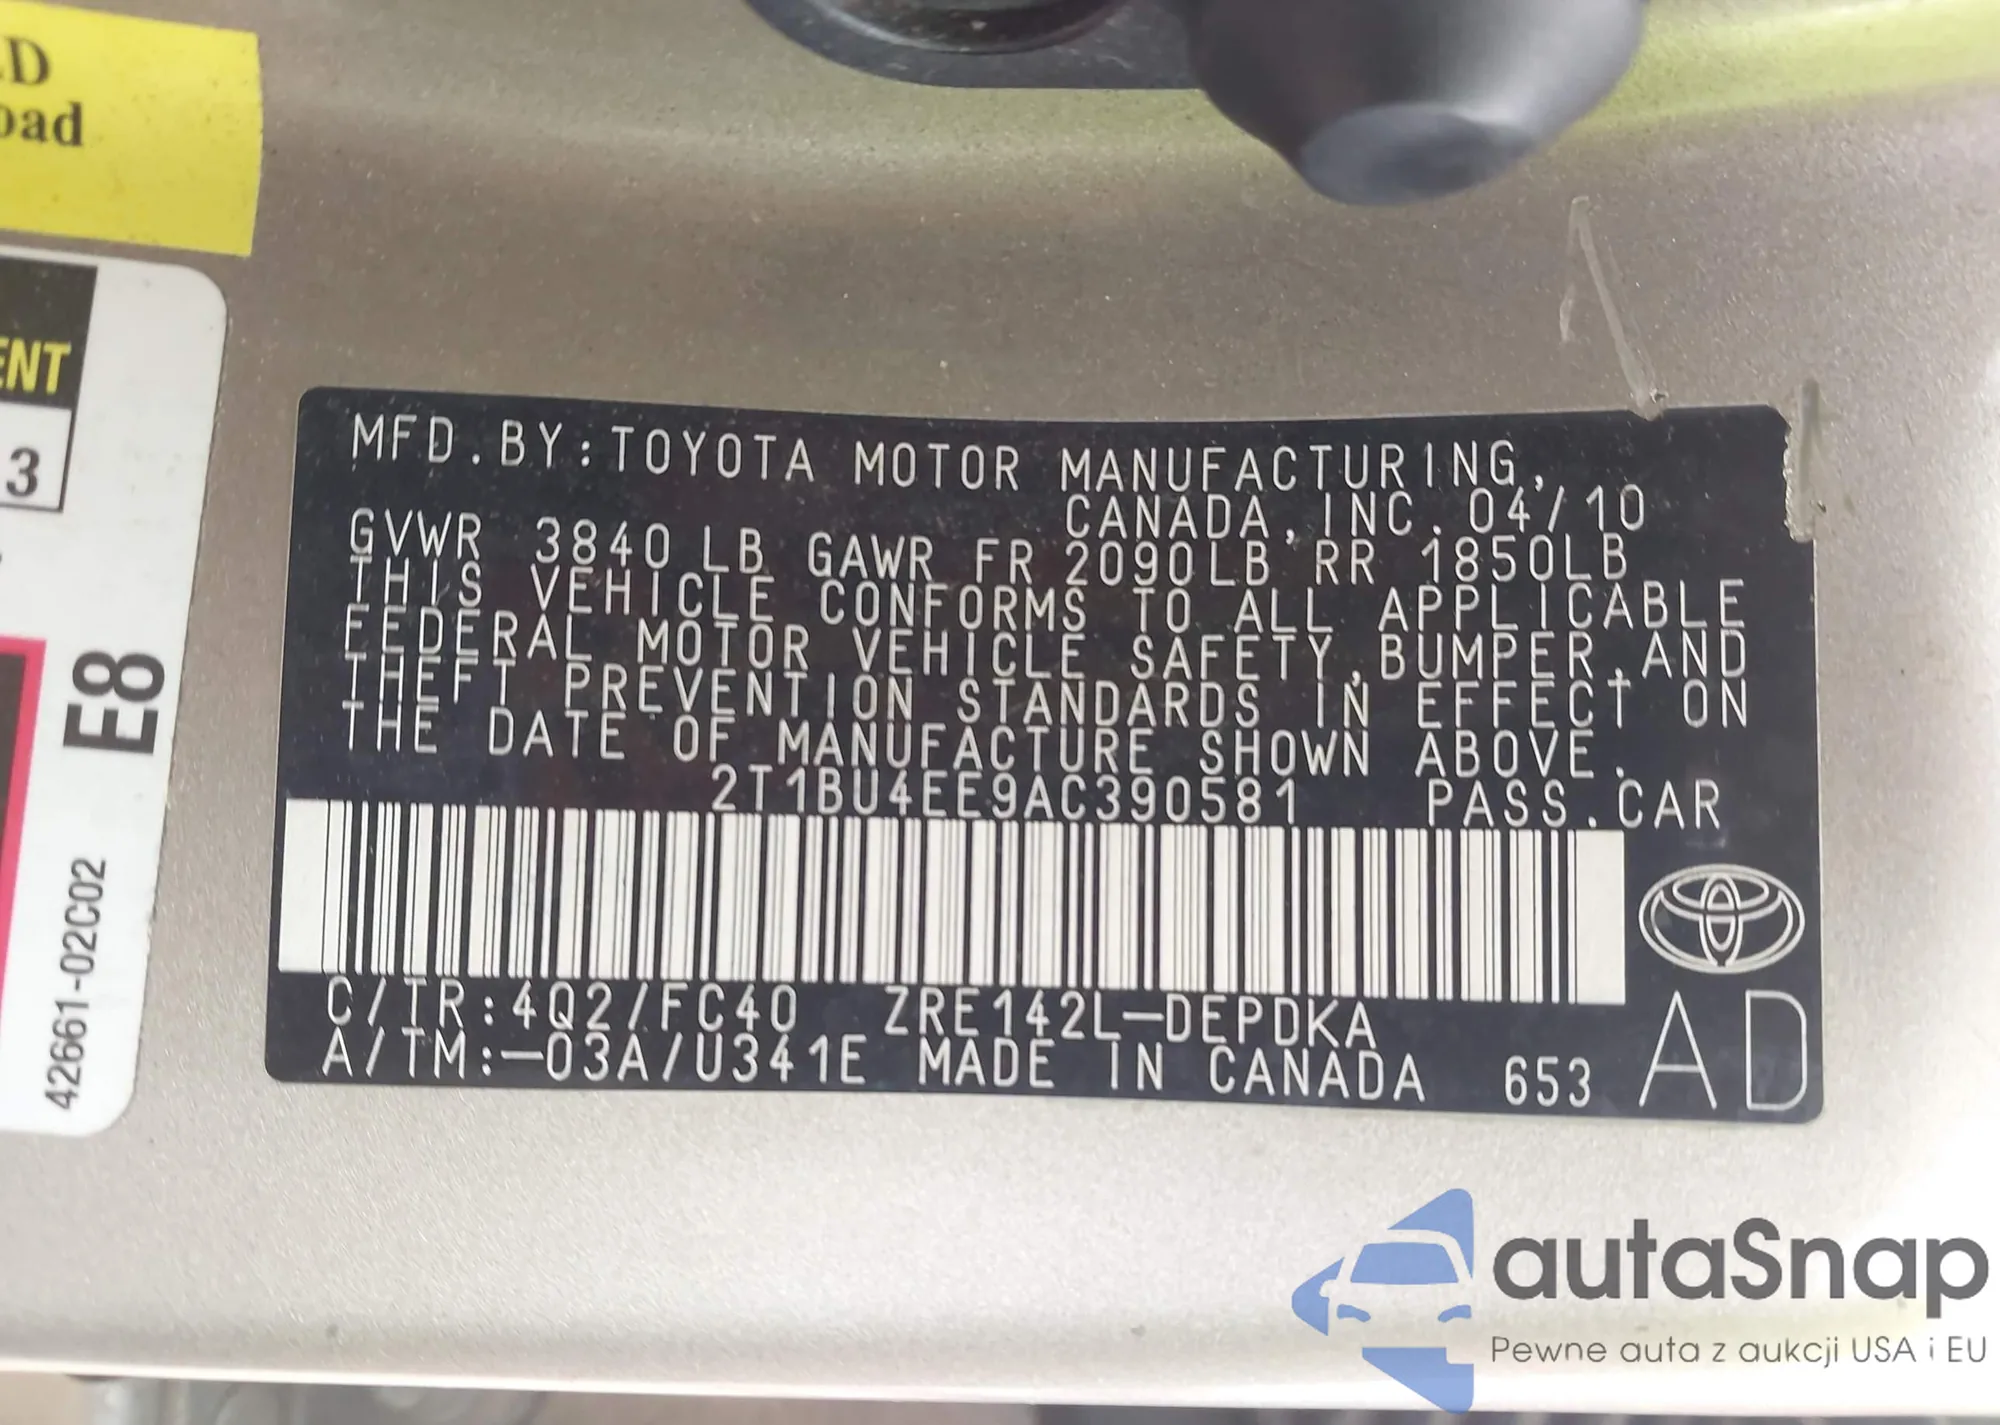 ED
oad
ENT
3
E8
42661-02C02
MFD.BY:TOYOTA MOTOR MANUFACTURING,
CANADA,INC. 04/10
GVWR 3840 LB GAWR FR 2090LB RR 1850LB
THIS VEHICLE CONFORMS TO ALL APPLICABLE
FEDERAL MOTOR VEHICLE SAFETY,BUMPER,AND
THEFT PREVENTION STANDARDS IN EFFECT ON
THE DATE OF MANUFACTURE SHOWN ABOVE.
2T1BU4EE9AC390581 PASS.CAR
C/TR:4Q2/FC40 ZRE142L-DEPDKA
A/TM:-03A/U341E MADE IN CANADA 653 AD
autaSnap
Pewne auta z aukcji USA i EU